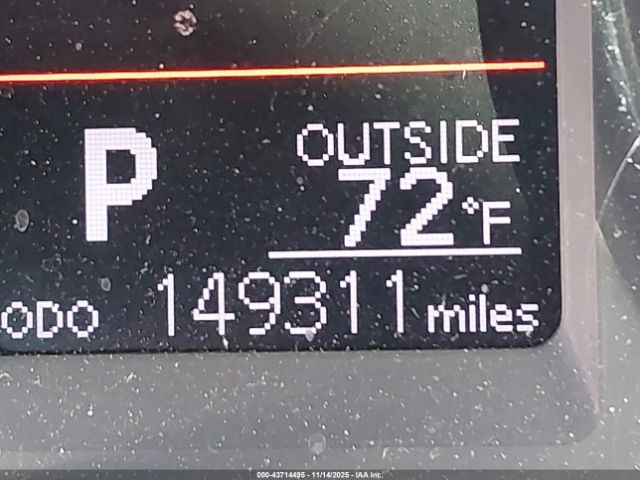 P
OUTSIDE
72°F
ODO 149311 miles
000-43714495 - 11/14/2025 - IAA Inc.